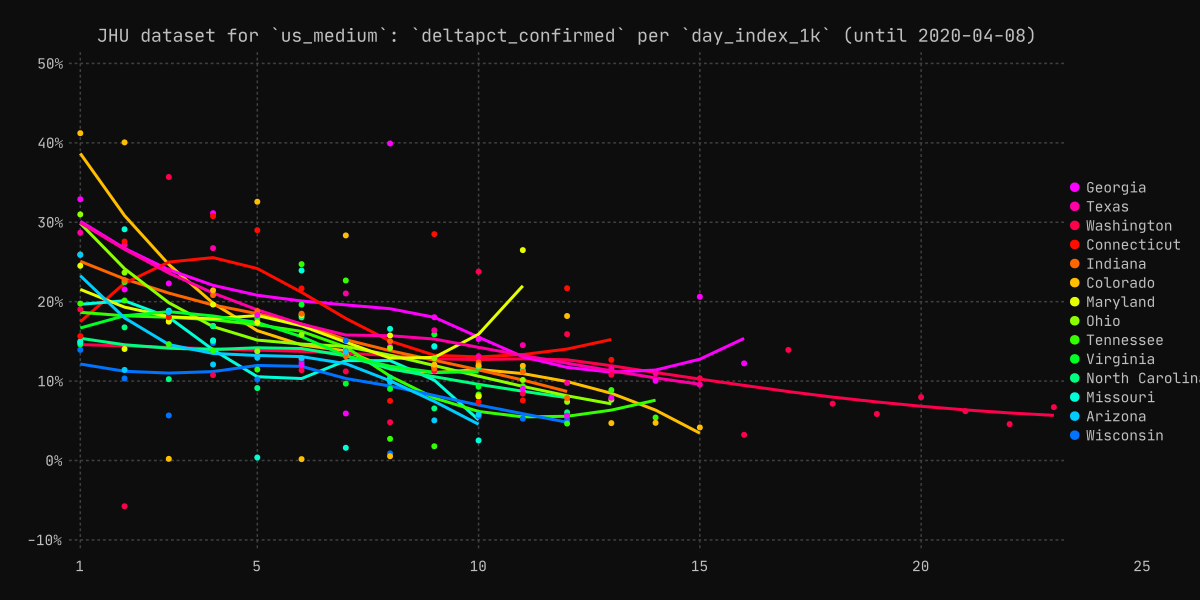 JHU dataset for `us_medium`: `deltapct_confirmed` per `day_index_1k` (until 2020-04-08)
50%
40%
30%
20%
10%
0%
-10%
1 5 10 15 20 25
Georgia
Texas
Washington
Connecticut
Indiana
Colorado
Maryland
Ohio
Tennessee
Virginia
North Carolin
Missouri
Arizona
Wisconsin